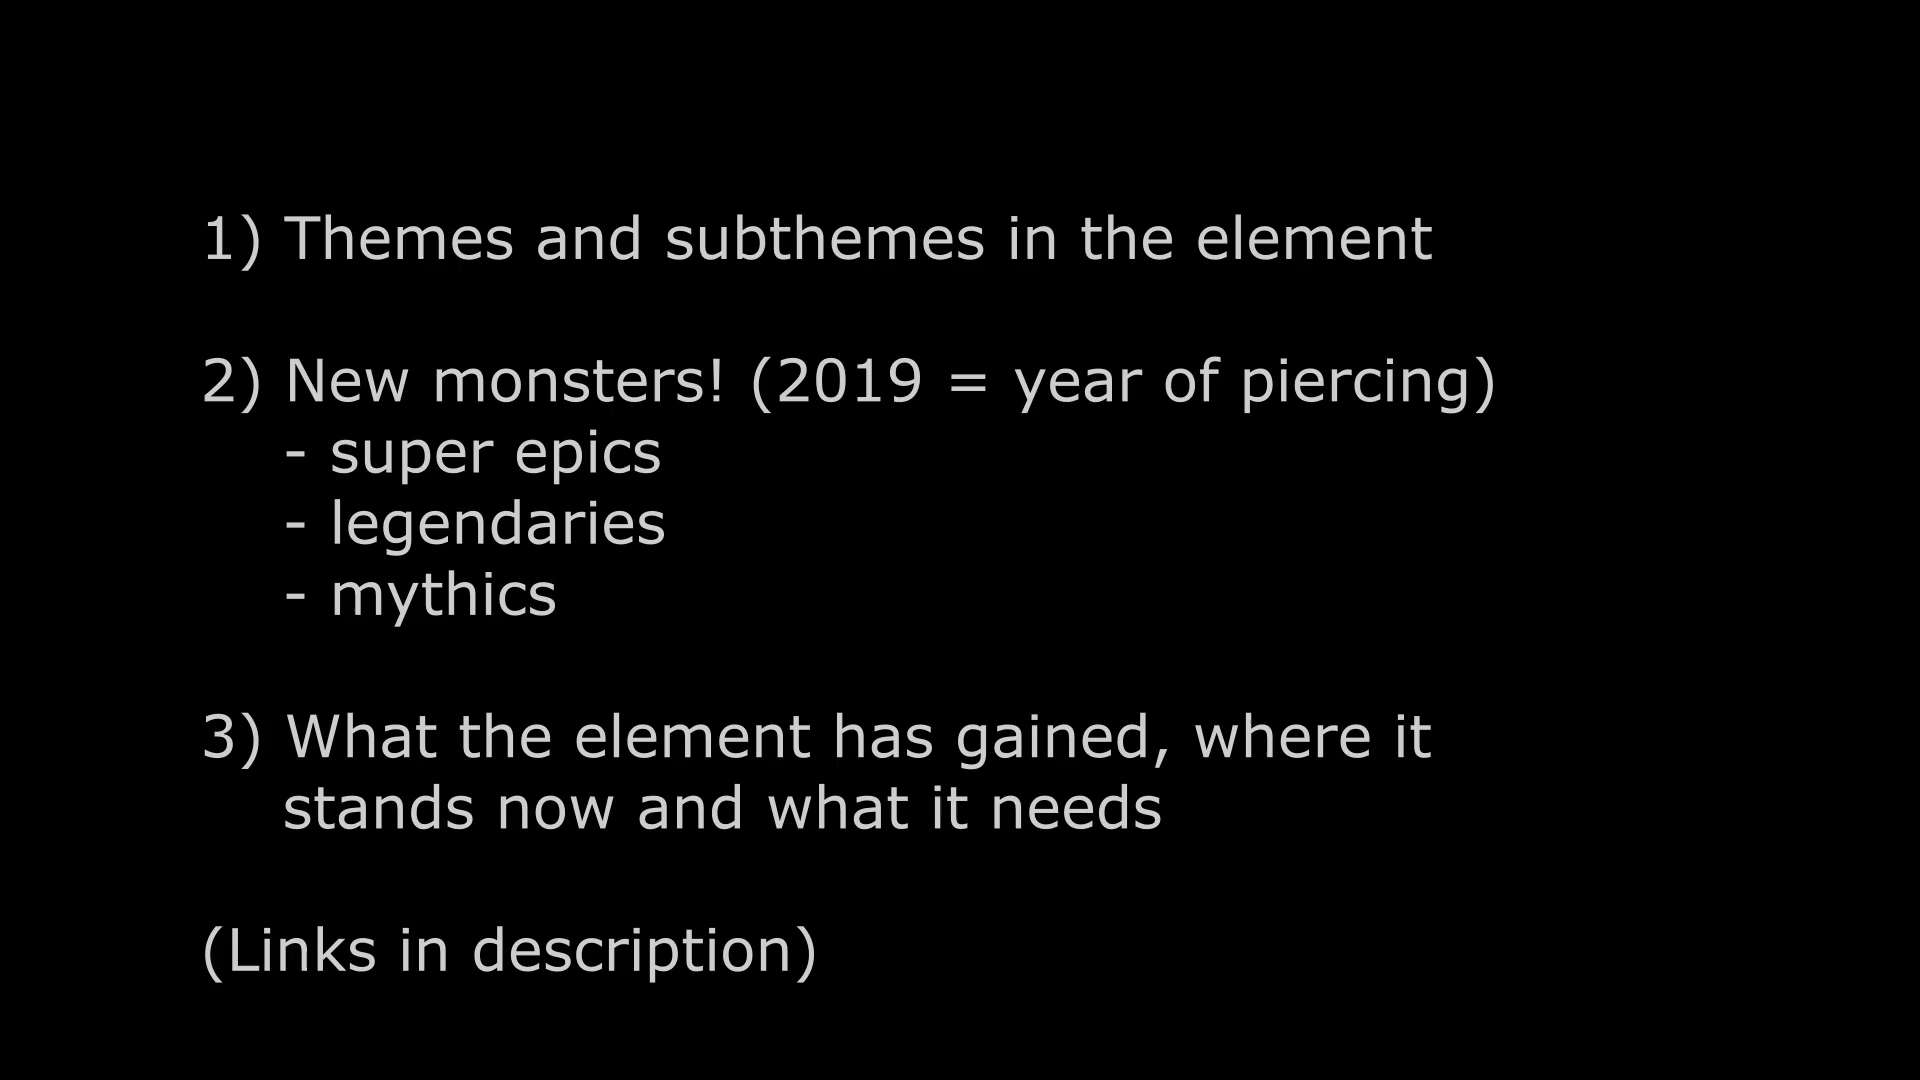 1) Themes and subthemes in the element
2) New monsters! (2019 = year of piercing)
- super epics
- legendaries
- mythics
3) What the element has gained, where it
stands now and what it needs
(Links in description)